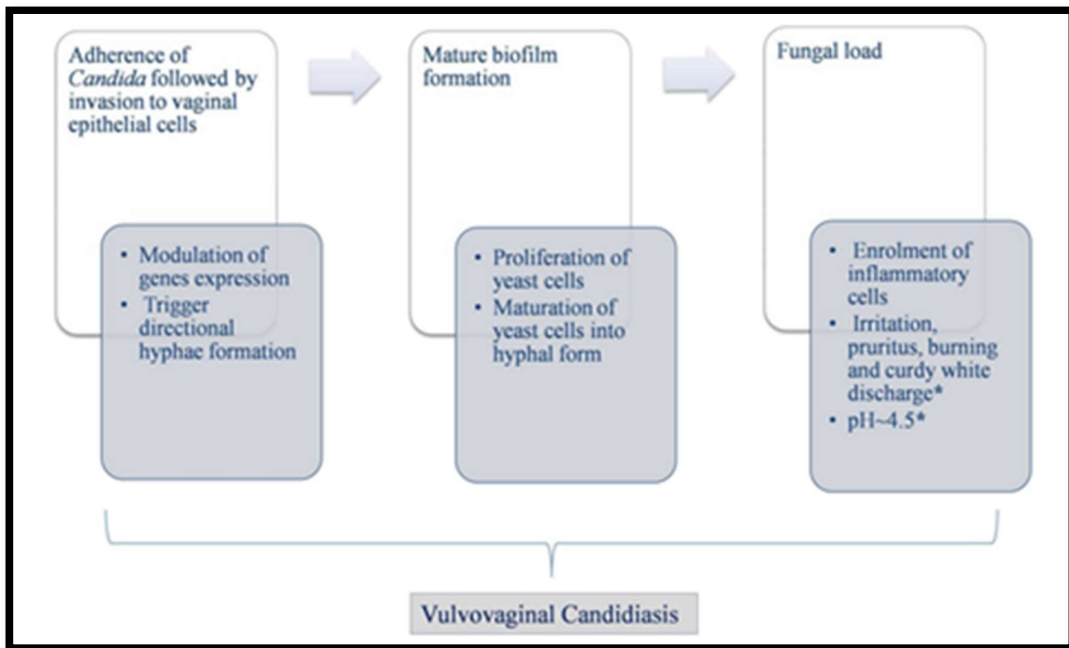 Adherence of
Candida followed by
invasion to vaginal
epithelial cells
• Modulation of
genes expression
• Trigger
directional
hyphae formation
Mature biofilm
formation
• Proliferation of
yeast cells
• Maturation of
yeast cells into
hyphal form
Fungal load
• Enrolment of
inflammatory
cells
• Irritation,
pruritus, burning
and curdy white
discharge*
• pH~4.5*
Vulvovaginal Candidiasis